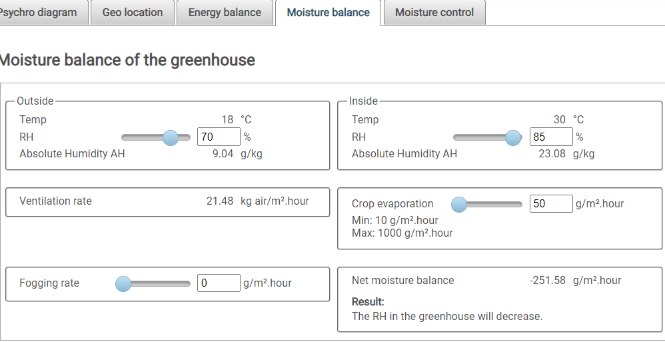 Psychro diagram
Geo location
Energy balance
Moisture balance
Moisture control
Moisture balance of the greenhouse
Outside
Temp 18 °C
RH 70 %
Absolute Humidity AH 9.04 g/kg
Inside
Temp 30 °C
RH 85 %
Absolute Humidity AH 23.08 g/kg
Ventilation rate 21.48 kg air/m².hour
Crop evaporation 50 g/m².hour
Min: 10 g/m².hour
Max: 1000 g/m².hour
Fogging rate 0 g/m².hour
Net moisture balance -251.58 g/m².hour
Result:
The RH in the greenhouse will decrease.